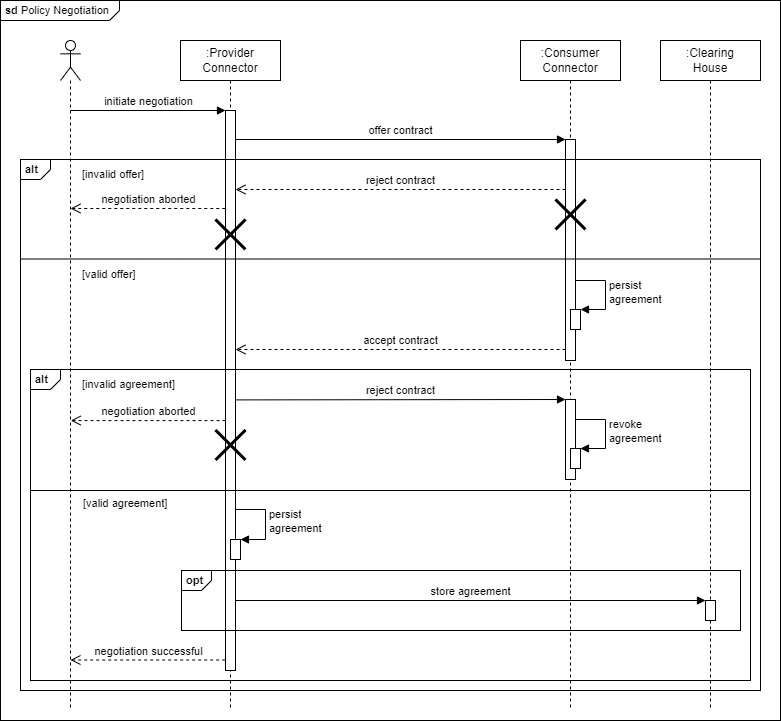 sd Policy Negotiation
:Provider
Connector
:Consumer
Connector
:Clearing
House
initiate negotiation
offer contract
alt
[invalid offer]
reject contract
negotiation aborted
[valid offer]
persist
agreement
accept contract
alt
[invalid agreement]
reject contract
negotiation aborted
revoke
agreement
[valid agreement]
persist
agreement
opt
store agreement
negotiation successful